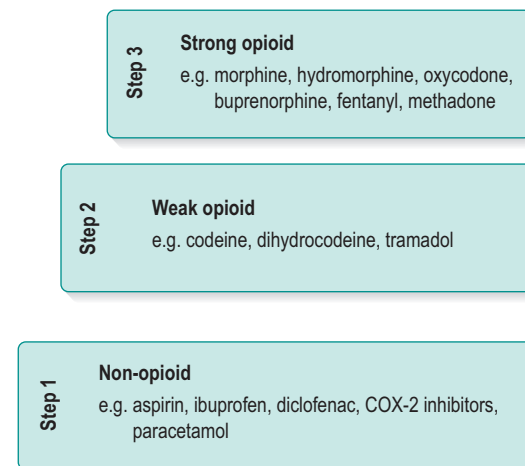 Step 3
Strong opioid
e.g. morphine, hydromorphine, oxycodone,
buprenorphine, fentanyl, methadone
Step 2
Weak opioid
e.g. codeine, dihydrocodeine, tramadol
Step 1
Non-opioid
e.g. aspirin, ibuprofen, diclofenac, COX-2 inhibitors,
paracetamol